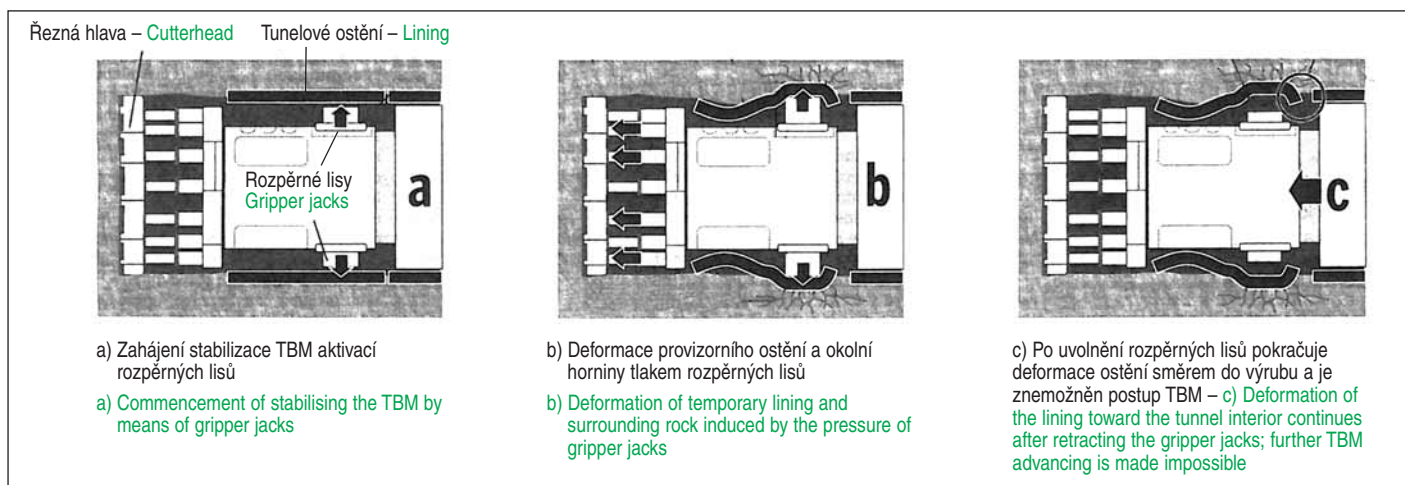 Řezná hlava – Cutterhead
Tunelové ostění – Lining
Rozpěrné lisy
Gripper jacks
a
b
c
a) Zahájení stabilizace TBM aktivací
rozpěrných lisů
a) Commencement of stabilising the TBM by
means of gripper jacks
b) Deformace provizorního ostění a okolní
horniny tlakem rozpěrných lisů
b) Deformation of temporary lining and
surrounding rock induced by the pressure of
gripper jacks
c) Po uvolnění rozpěrných lisů pokračuje
deformace ostění směrem do výrubu a je
znemožněn postup TBM – c) Deformation of
the lining toward the tunnel interior continues
after retracting the gripper jacks; further TBM
advancing is made impossible